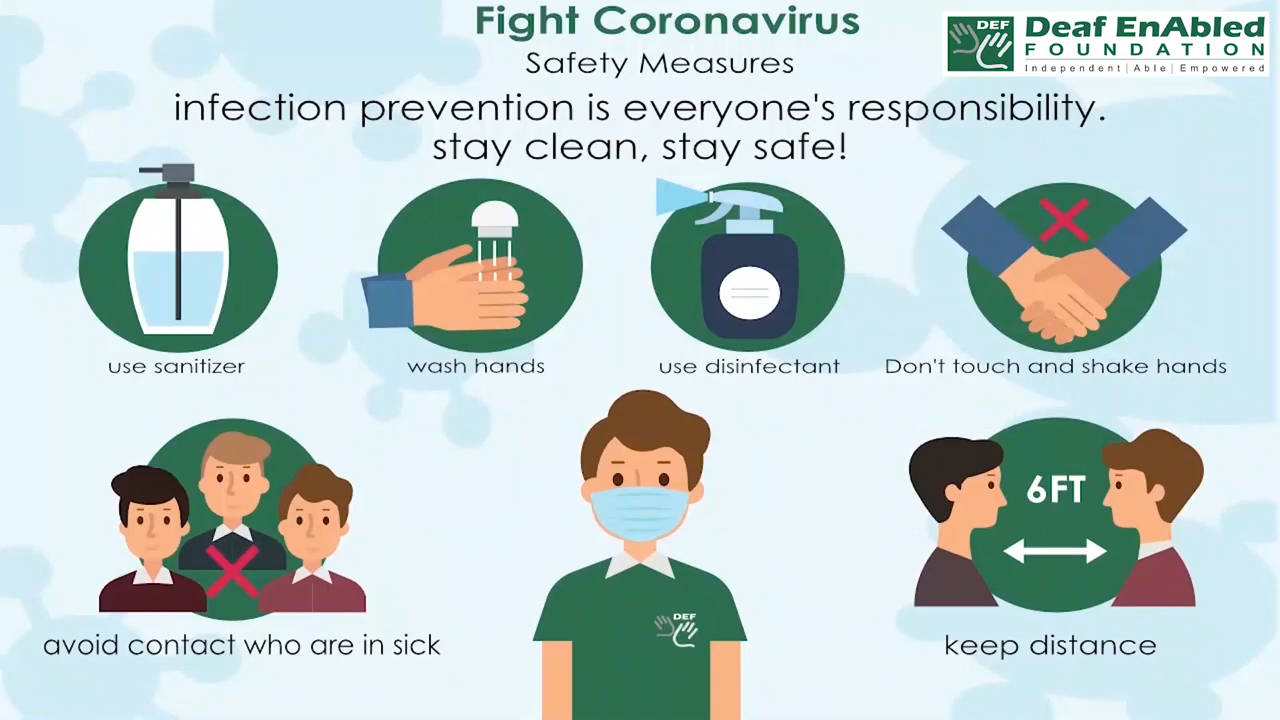 Fight Coronavirus
Safety Measures
DEF
Deaf EnAbled
FOUNDATION
Independent | Able | Empowered
infection prevention is everyone's responsibility.
stay clean, stay safe!
use sanitizer
wash hands
use disinfectant
Don't touch and shake hands
6FT
DEF
avoid contact who are in sick
keep distance